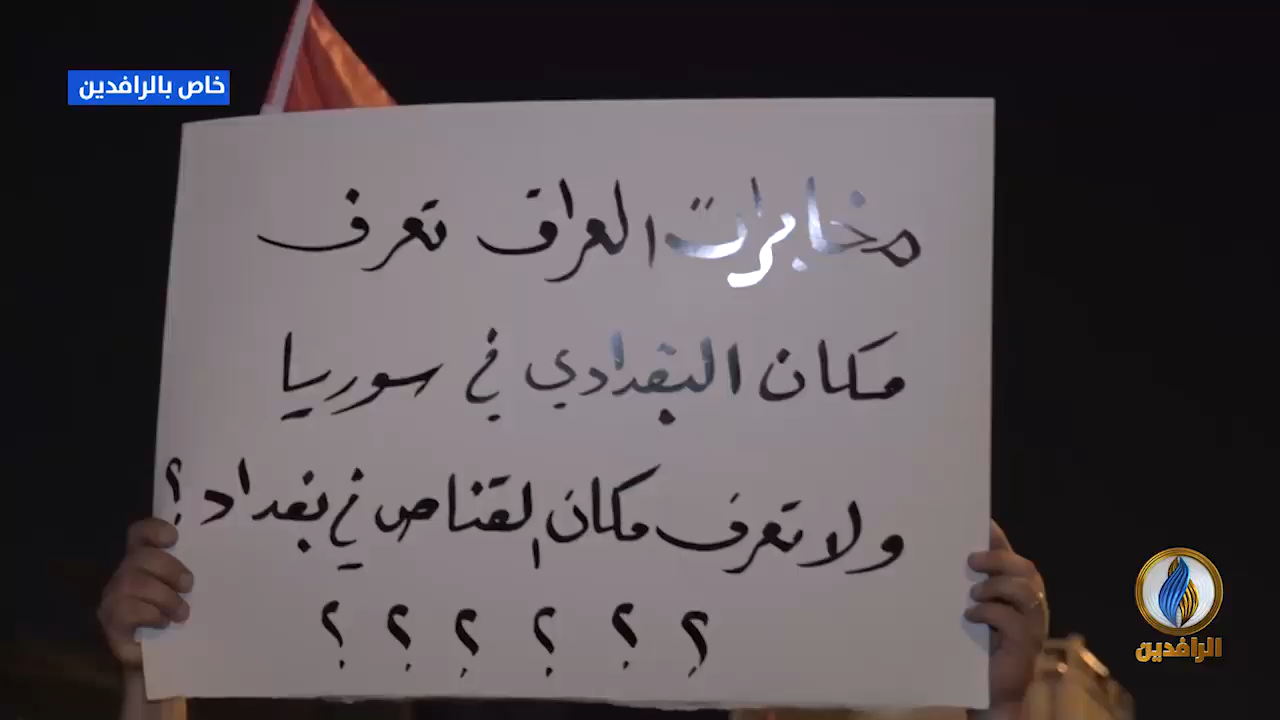 خاص بالرافدين
مخابرات العراق تعرف
مكان البغدادي في سوريا
ولا تعرف مكان القناص في بغداد؟
؟ ؟ ؟ ؟ ؟ ؟
الرافدين